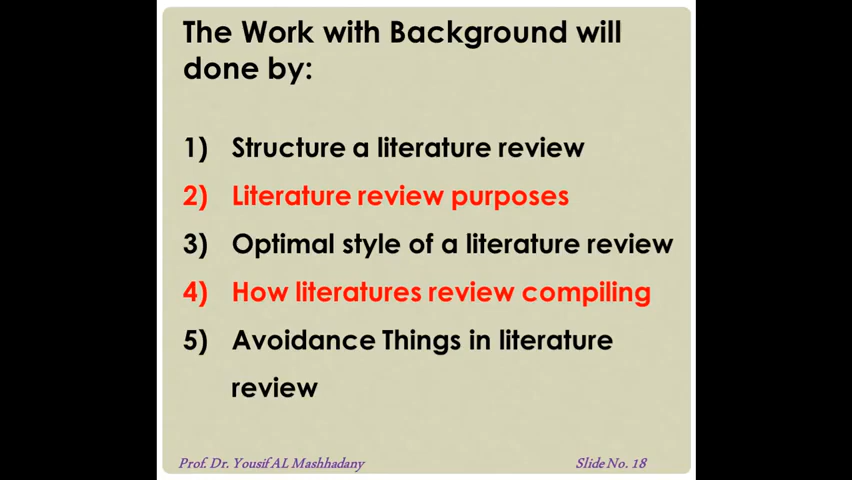 The Work with Background will
done by:
1) Structure a literature review
2) Literature review purposes
3) Optimal style of a literature review
4) How literatures review compiling
5) Avoidance Things in literature
review
Prof. Dr. Yousif AL Mashhadany Slide No. 18